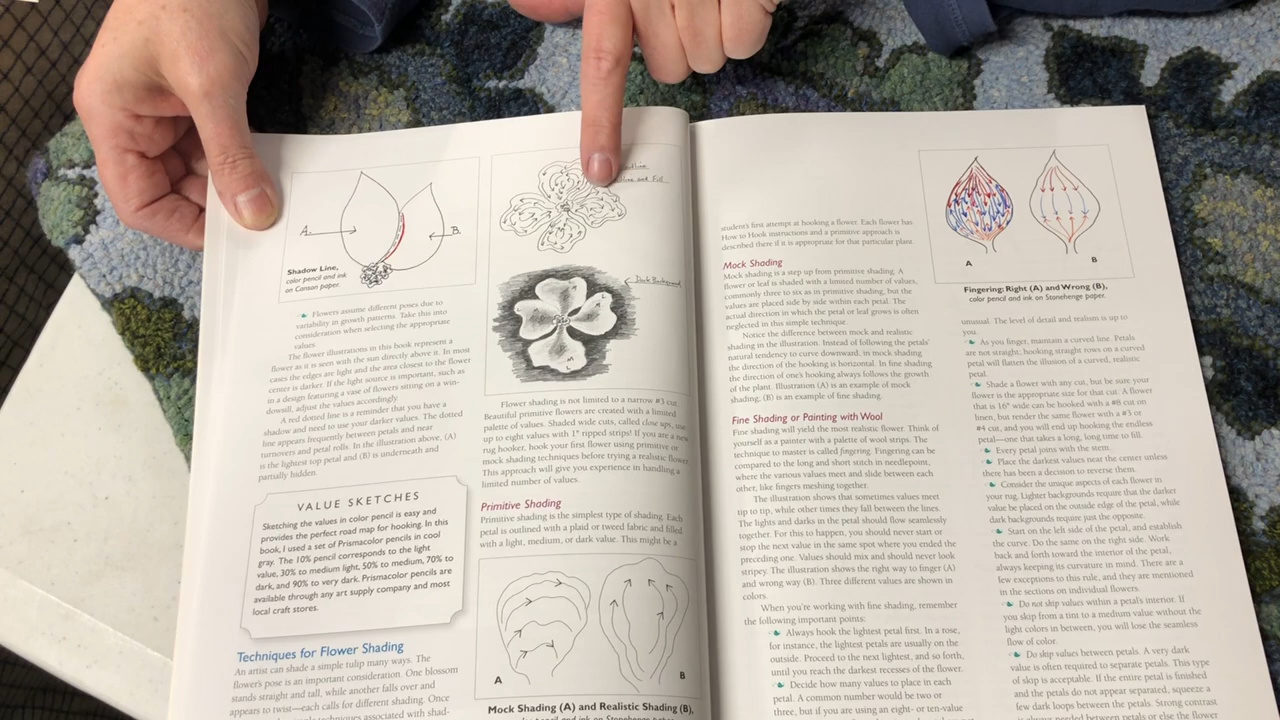 A.
B.
Shadow Line,
color pencil and ink
on Canson paper.
Flowers assume different poses due to
variability in growth patterns. Take this into
consideration when selecting the appropriate
values
The flower illustrations in this book represent a
flower as it is seen with the sun directly above it. In most
cases the edges are light and the area closest to the flower
center is darker. If the light source is important, such as
in a design featuring a vase of flowers sitting on a win-
dowsill, adjust the values accordingly.
A red dotted line is a reminder that you have a
shadow and need to use your darker values. The dotted
line appears frequently between petals and near
turnovers and petal rolls. In the illustration above, (A)
is the lightest top petal and (B) is underneath and
partially hidden.
VALUE SKETCHES
Sketching the values in color pencil is easy and
provides the perfect road map for hooking. In this
book, I used a set of Prismacolor pencils in cool
gray. The 10% pencil corresponds to the light
value, 30% to medium light, 50% to medium, 70% to
dark, and 90% to very dark. Prismacolor pencils are
available through any art supply company and most
local craft stores.
Techniques for Flower Shading
An artist can shade a simple tulip many ways. The
flower's pose is an important consideration. One blossom
stands straight and tall, while another falls over and
appears to twist—each calls for different shading. Once
techniques associated with shad-
and Fill
Dark Background
Flower shading is not limited to a narrow #3 cut.
Beautiful primitive flowers are created with a limited
palette of values. Shaded wide cuts, called close ups, use
up to eight values with 1" ripped strips! If you are a new
rug hooker, hook your first flower using primitive or
mock shading techniques before trying a realistic flower.
This approach will give you experience in handling a
limited number of values.
Primitive Shading
Primitive shading is the simplest type of shading. Each
petal is outlined with a plaid or tweed fabric and filled
with a light, medium, or dark value. This might be a
A
B
Mock Shading (A) and Realistic Shading (B),
pencil and ink on Stonehenge paper.
student's first attempt at hooking a flower. Each flower has
How to Hook instructions and a primitive approach is
described there if it is appropriate for that particular plant.
Mock Shading
Mock shading is a step up from primitive shading. A
flower or leaf is shaded with a limited number of values,
commonly three to six as in primitive shading, but the
values are placed side by side within each petal. The
actual direction in which the petal or leaf grows is often
neglected in this simple technique.
Notice the difference between mock and realistic
shading in the illustration. Instead of following the petals'
natural tendency to curve downward, in mock shading
the direction of the hooking is horizontal. In fine shading
the direction of one's hooking always follows the growth
of the plant. Illustration (A) is an example of mock
shading, (B) is an example of fine shading.
Fine Shading or Painting with Wool
Fine shading will yield the most realistic flower. Think of
yourself as a painter with a palette of wool strips. The
technique to master is called fingering. Fingering can be
compared to the long and short stitch in needlepoint,
where the various values meet and slide between each
other, like fingers meshing together.
The illustration shows that sometimes values meet
tip to tip, while other times they fall between the lines.
The lights and darks in the petal should flow seamlessly
together. For this to happen, you should never start or
stop the next value in the same spot where you ended the
preceding one. Values should mix and should never look
stripey. The illustration shows the right way to finger (A)
and wrong way (B). Three different values are shown in
colors.
When you're working with fine shading, remember
the following important points:
Always hook the lightest petal first. In a rose,
for instance, the lightest petals are usually on the
outside. Proceed to the next lightest, and so forth,
until you reach the darkest recesses of the flower.
Decide how many values to place in each
petal. A common number would be two or
three, but if you are using an eight- or ten-value
A
B
Fingering: Right (A) and Wrong (B),
color pencil and ink on Stonehenge paper.
unusual. The level of detail and realism is up to
you.
As you finger, maintain a curved line. Petals
are not straight; hooking straight rows on a curved
petal will flatten the illusion of a curved, realistic
petal.
Shade a flower with any cut, but be sure your
flower is the appropriate size for that cut. A flower
that is 16" wide can be hooked with a #8 cut on
linen, but render the same flower with a #3 or
#4 cut, and you will end up hooking the endless
petal—one that takes a long, long time to fill.
Every petal joins with the stem.
Place the darkest values near the center unless
there has been a decision to reverse them.
Consider the unique aspects of each flower in
your rug. Lighter backgrounds require that the darker
value be placed on the outside edge of the petal, while
dark backgrounds require just the opposite.
Start on the left side of the petal, and establish
the curve. Do the same on the right side. Work
back and forth toward the interior of the petal,
always keeping its curvature in mind. There are a
few exceptions to this rule, and they are mentioned
in the sections on individual flowers.
Do not skip values within a petal's interior. If
you skip from a tint to a medium value without the
light colors in between, you will lose the seamless
flow of color.
Do skip values between petals. A very dark
value is often required to separate petals. This type
of skip is acceptable. If the entire petal is finished
and the petals do not appear separated, squeeze a
few dark loops between the petals. Strong contrast
is always needed between petals or else the flower